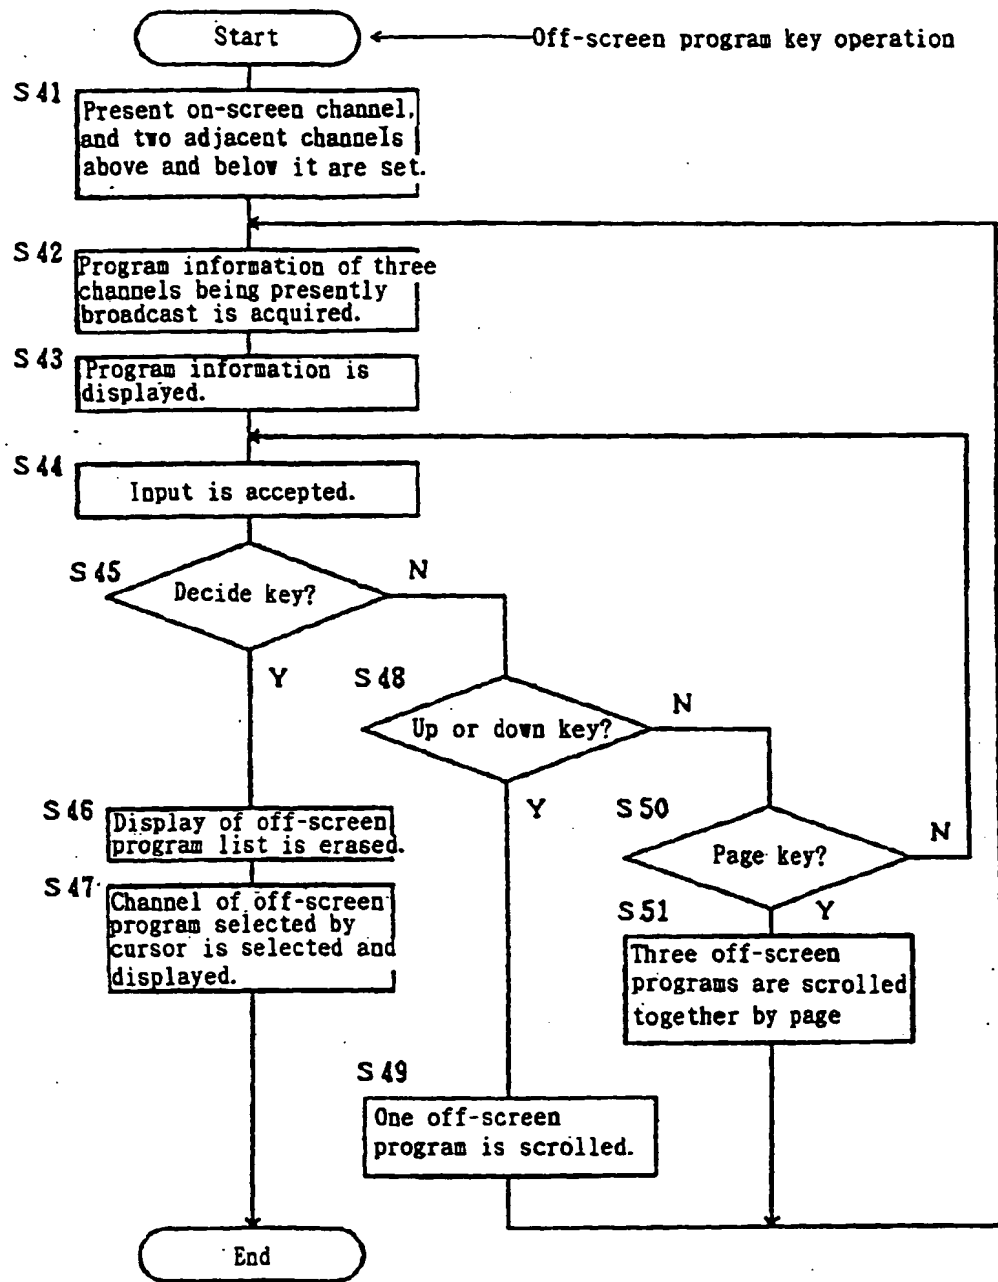 Start
Off-screen program key operation
S41
Present on-screen channel,
and two adjacent channels
above and below it are set.
S42
Program information of three
channels being presently
broadcast is acquired.
S43
Program information is
displayed.
S44
Input is accepted.
S45
Decide key?
N
Y
S48
Up or down key?
N
Y
S50
Page key?
N
Y
S46
Display of off-screen
program list is erased.
S47
Channel of off-screen
program selected by
cursor is selected and
displayed.
S51
Three off-screen
programs are scrolled
together by page
S49
One off-screen
program is scrolled.
End